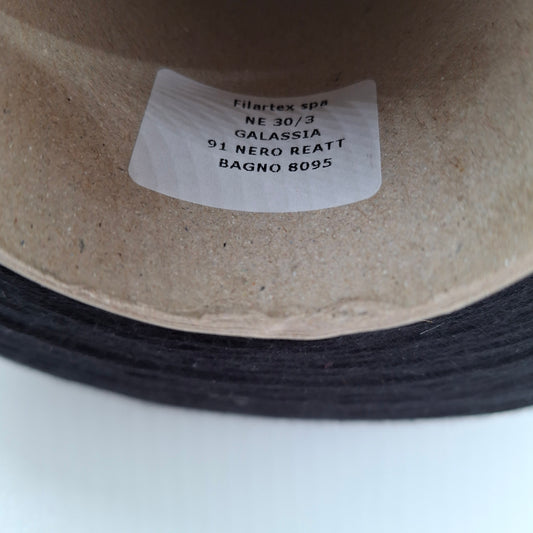 Filartex spa
NE 30/3
GALASSIA
91 NERO REATT
BAGNO 8095